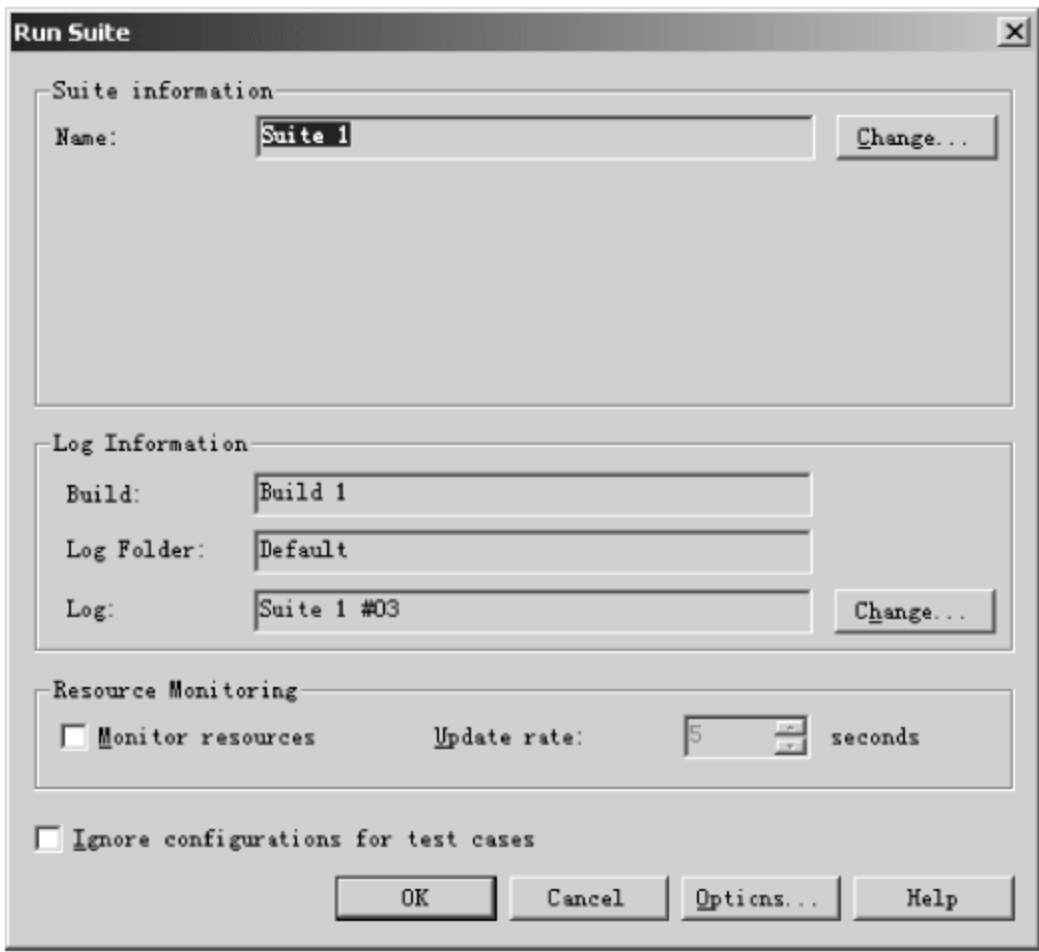 Run Suite
Suite information
Name: Suite 1 Change...
Log Information
Build: Build 1
Log Folder: Default
Log: Suite 1 #03 Change...
Resource Monitoring
Monitor resources Update rate: 5 seconds
Ignore configurations for test cases
OK Cancel Options... Help